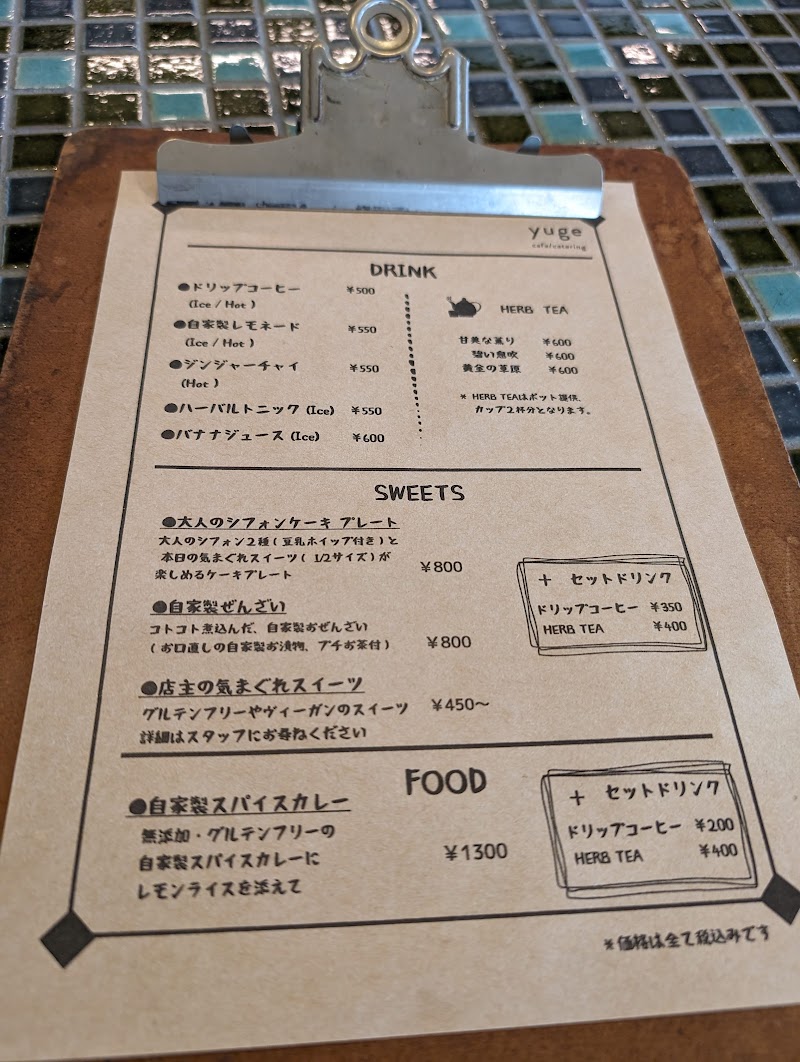 yuge
cafe/catering
DRINK
●ドリップコーヒー ¥500
(Ice / Hot )
●自家製レモネード ¥550
(Ice / Hot )
●ジンジャーチャイ ¥550
(Hot )
●ハーバルトニック (Ice) ¥550
●バナナジュース (Ice) ¥600
HERB TEA
甘美な薫り ¥600
碧い息吹 ¥600
黄金の草原 ¥600
* HERB TEAはポット提供、
カップ2杯分となります。
SWEETS
●大人のシフォンケーキ プレート
大人のシフォン2種(豆乳ホイップ付き)と
本日の気まぐれスイーツ( 1/2サイズ)が
楽しめるケーキプレート ¥800
●自家製ぜんざい
コトコト煮込んだ、自家製おぜんざい
(お口直しの自家製お漬物、プチお茶付) ¥800
●店主の気まぐれスイーツ
グルテンフリーやヴィーガンのスイーツ ¥450〜
詳細はスタッフにお尋ねください
+ セットドリンク
ドリップコーヒー ¥350
HERB TEA ¥400
FOOD
●自家製スパイスカレー
無添加・グルテンフリーの
自家製スパイスカレーに ¥1300
レモンライスを添えて
+ セットドリンク
ドリップコーヒー ¥200
HERB TEA ¥400
*価格は全て税込みです